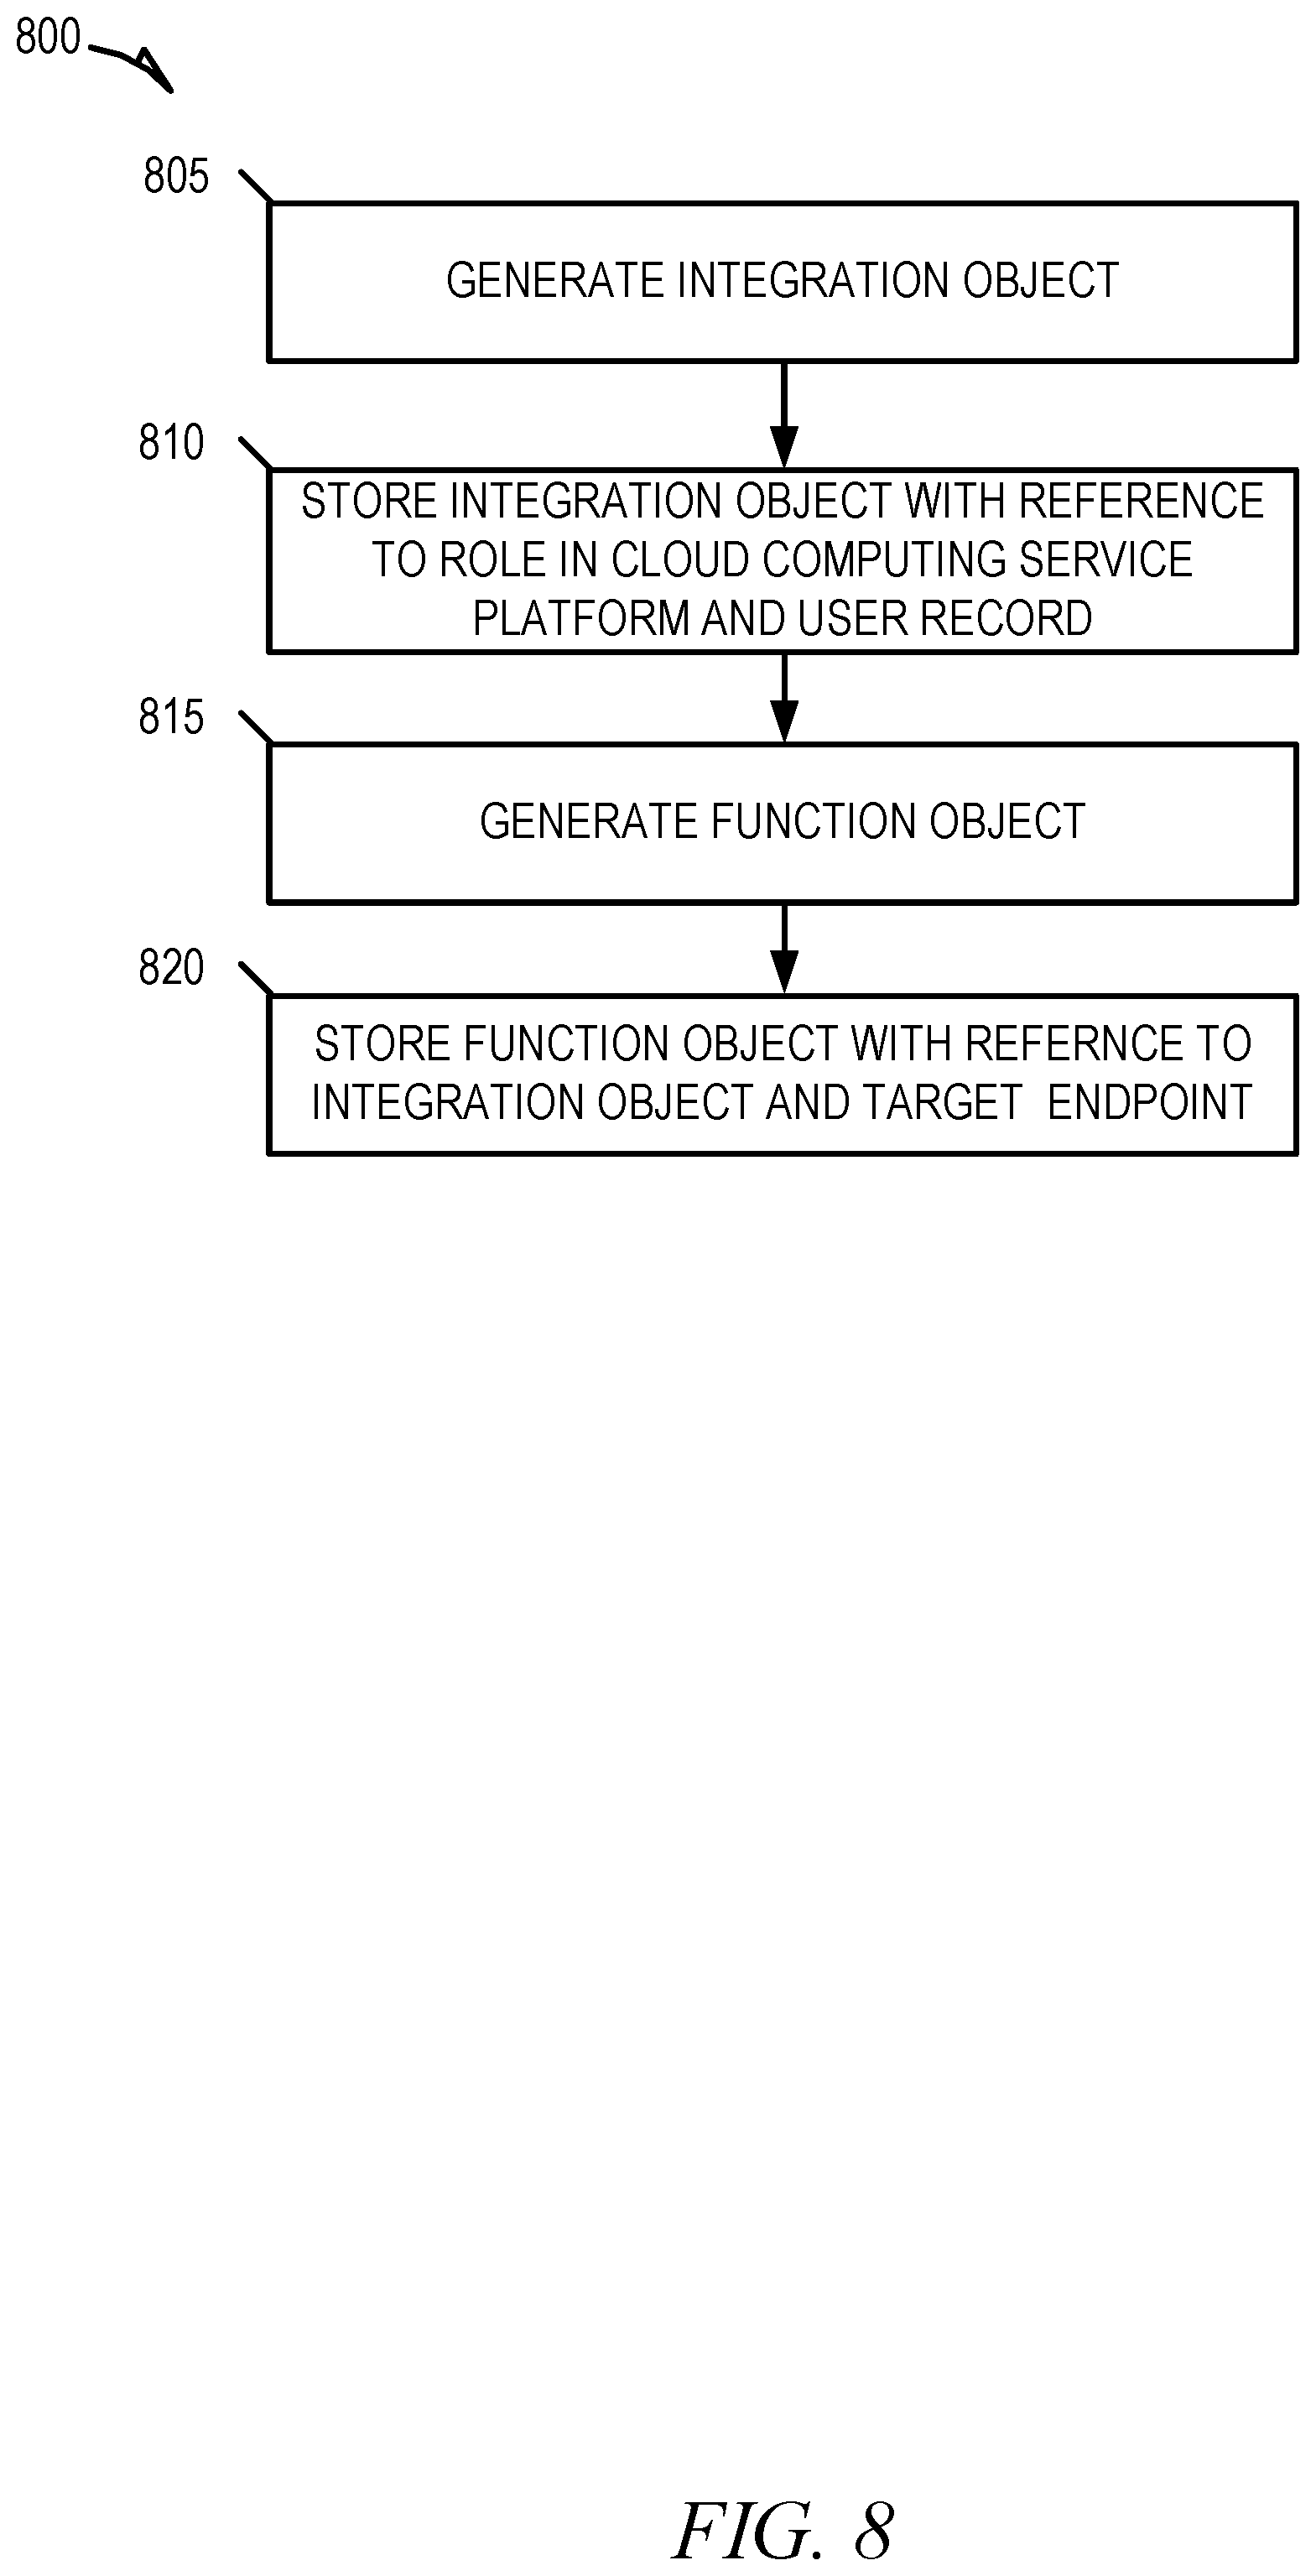 800
805
GENERATE INTEGRATION OBJECT
810
STORE INTEGRATION OBJECT WITH REFERENCE
TO ROLE IN CLOUD COMPUTING SERVICE
PLATFORM AND USER RECORD
815
GENERATE FUNCTION OBJECT
820
STORE FUNCTION OBJECT WITH REFERNCE TO
INTEGRATION OBJECT AND TARGET ENDPOINT
FIG. 8